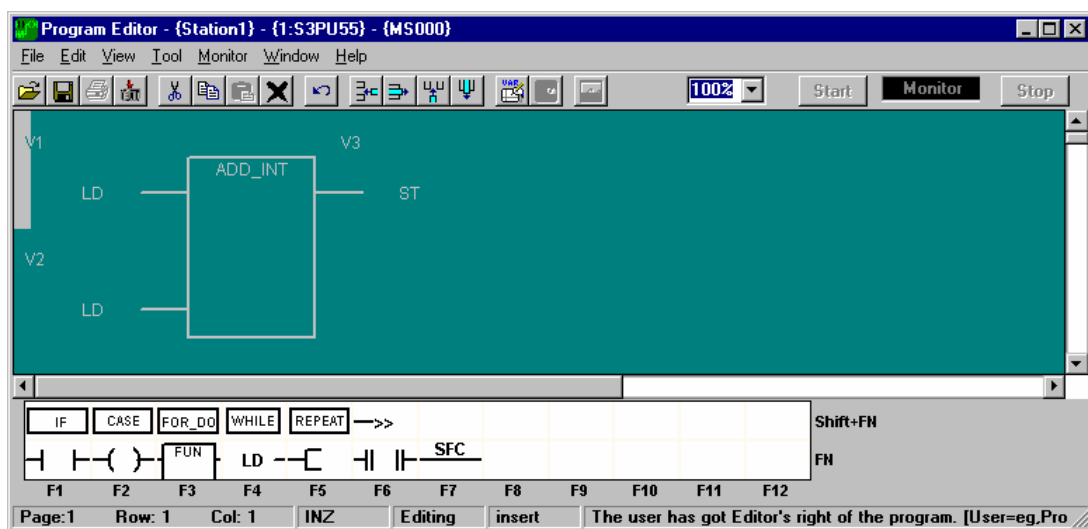 Program Editor - {Station1} - {1:S3PU55} - {MS000}
File Edit View Tool Monitor Window Help
VAR 100% Start Monitor Stop
V1 V3
ADD_INT
LD ST
V2
LD
IF CASE FOR_DO WHILE REPEAT —>> Shift+FN
FUN LD SFC FN
F1 F2 F3 F4 F5 F6 F7 F8 F9 F10 F11 F12
Page:1 Row: 1 Col: 1 INZ Editing insert The user has got Editor's right of the program. [User=eg,Pro